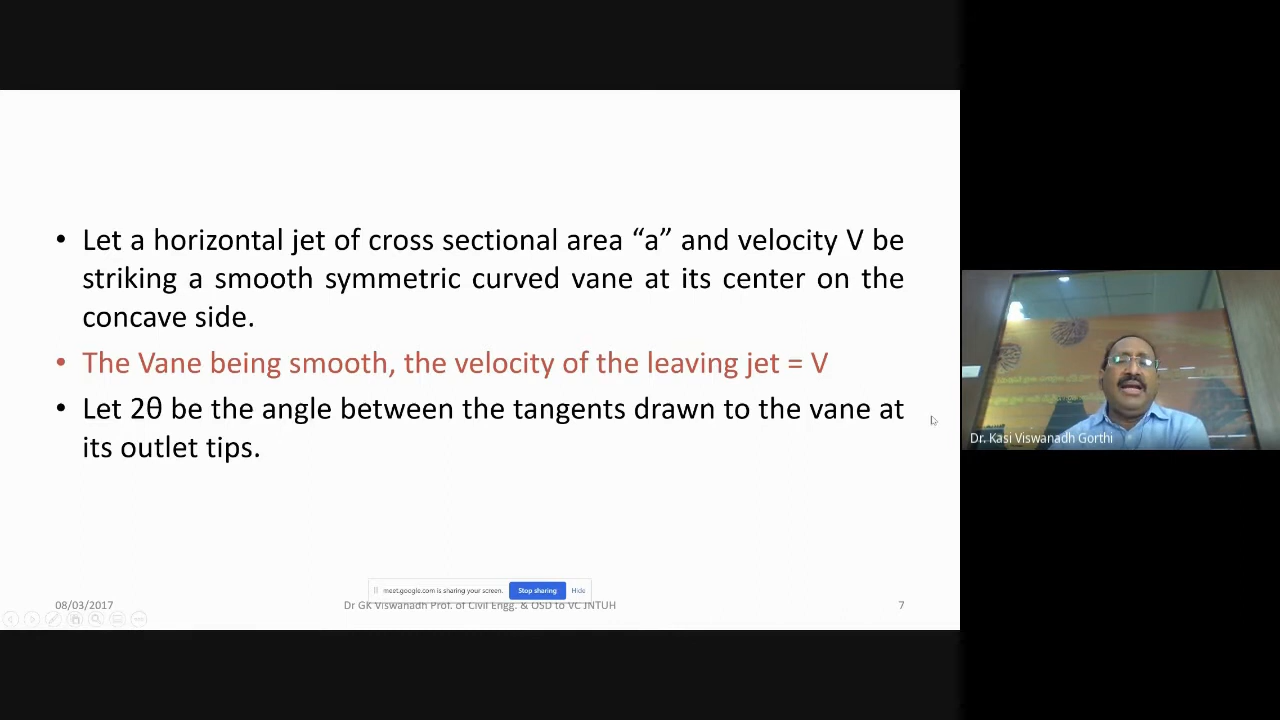 • Let a horizontal jet of cross sectional area “a” and velocity V be
striking a smooth symmetric curved vane at its center on the
concave side.
• The Vane being smooth, the velocity of the leaving jet = V
• Let 2θ be the angle between the tangents drawn to the vane at
its outlet tips.
Dr. Kasi Viswanadh Gorthi
meet.google.com is sharing your screen. Stop sharing Hide
08/03/2017
Dr GK Viswanadh Prof. of Civil Engg. & OSD to VC JNTUH
7